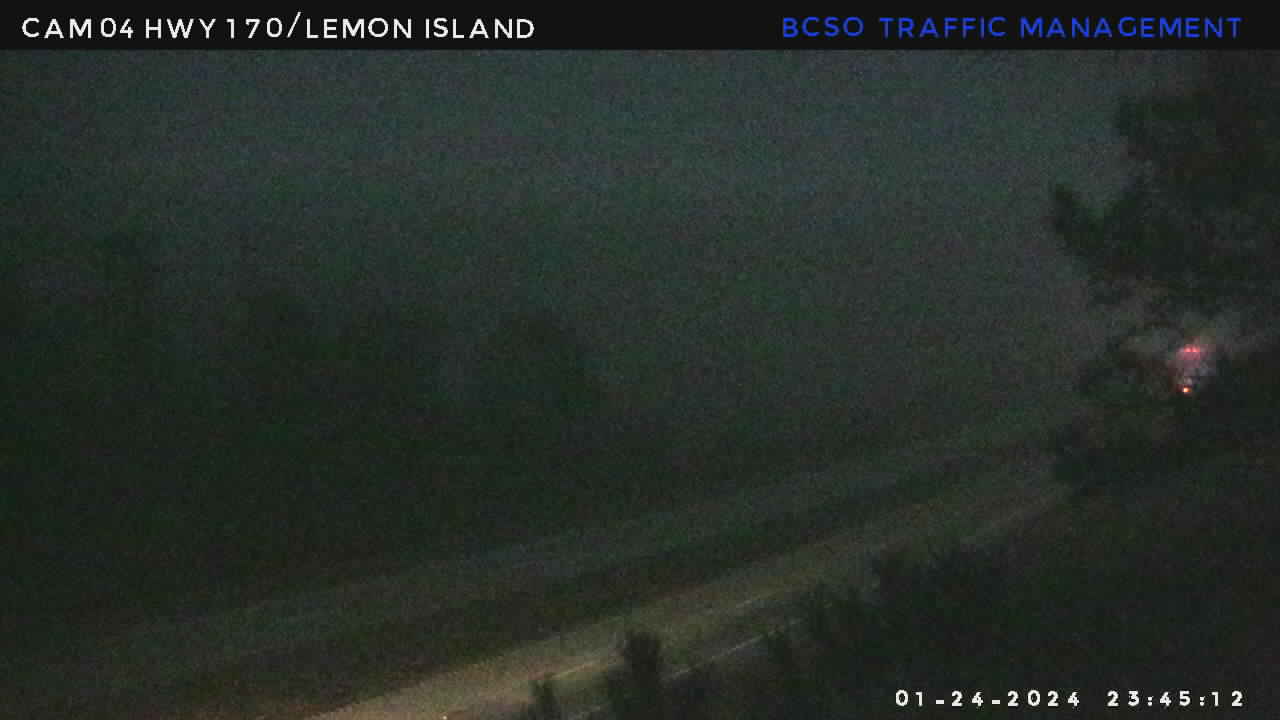 CAM04 HWY 170/LEMON ISLAND
BCSO TRAFFIC MANAGEMENT
01-24-2024 23:45:12